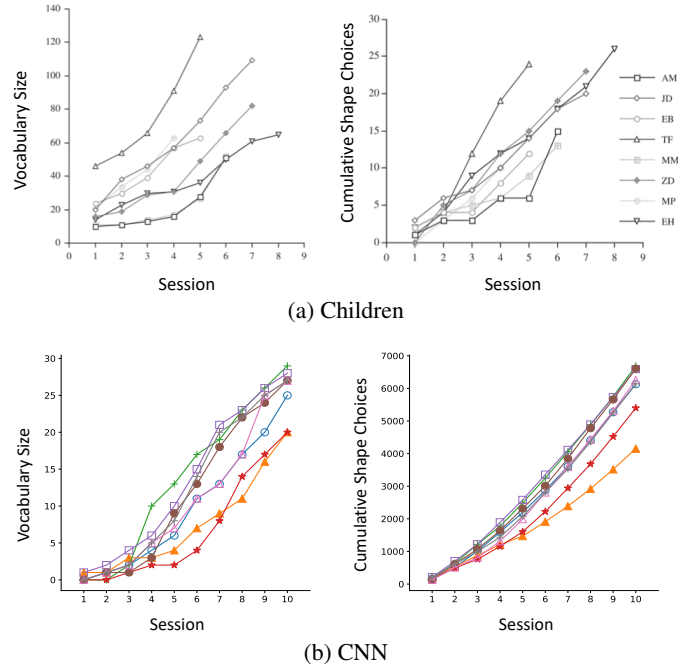 140
120
100
80
60
40
20
0
0 1 2 3 4 5 6 7 8 9
Vocabulary Size
Session
30
25
20
15
10
5
0
0 1 2 3 4 5 6 7 8 9
Cumulative Shape Choices
Session
AM
JD
EB
TF
MM
ZD
MP
EH
(a) Children
30
25
20
15
10
5
0
1 2 3 4 5 6 7 8 9 10
Vocabulary Size
Session
7000
6000
5000
4000
3000
2000
1000
0
1 2 3 4 5 6 7 8 9 10
Cumulative Shape Choices
Session
(b) CNN